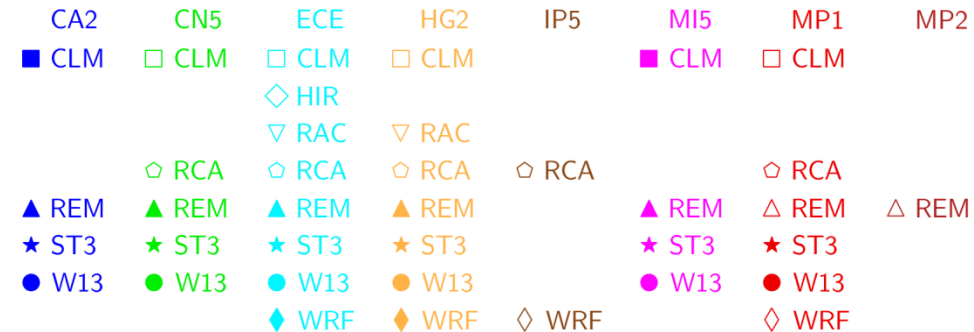 CA2 CN5 ECE HG2 IP5 MI5 MP1 MP2
CLM CLM CLM CLM CLM CLM
HIR
RAC RAC
RCA RCA RCA RCA RCA
REM REM REM REM REM REM REM
ST3 ST3 ST3 ST3 ST3 ST3
W13 W13 W13 W13 W13 W13
WRF WRF WRF WRF